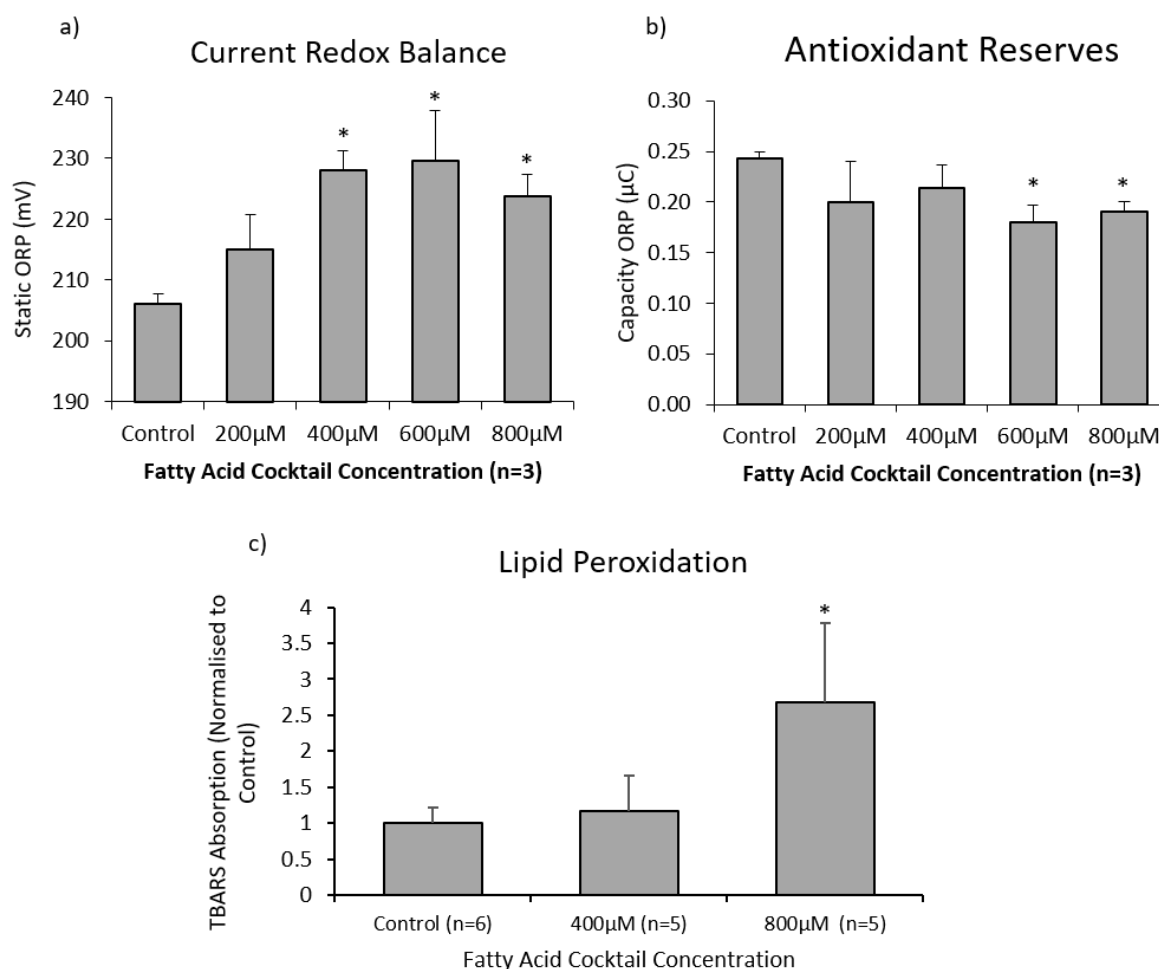 a)
Current Redox Balance
Static ORP (mV)
240
230
220
210
200
190
*
*
*
Control 200μM 400μM 600μM 800μM
Fatty Acid Cocktail Concentration (n=3)
b)
Antioxidant Reserves
Capacity ORP (μC)
0.30
0.25
0.20
0.15
0.10
0.05
0.00
*
*
Control 200μM 400μM 600μM 800μM
Fatty Acid Cocktail Concentration (n=3)
c)
Lipid Peroxidation
TBARS Absorption (Normalised to
Control)
4
3.5
3
2.5
2
1.5
1
0.5
0
*
Control (n=6) 400μM (n=5) 800μM (n=5)
Fatty Acid Cocktail Concentration